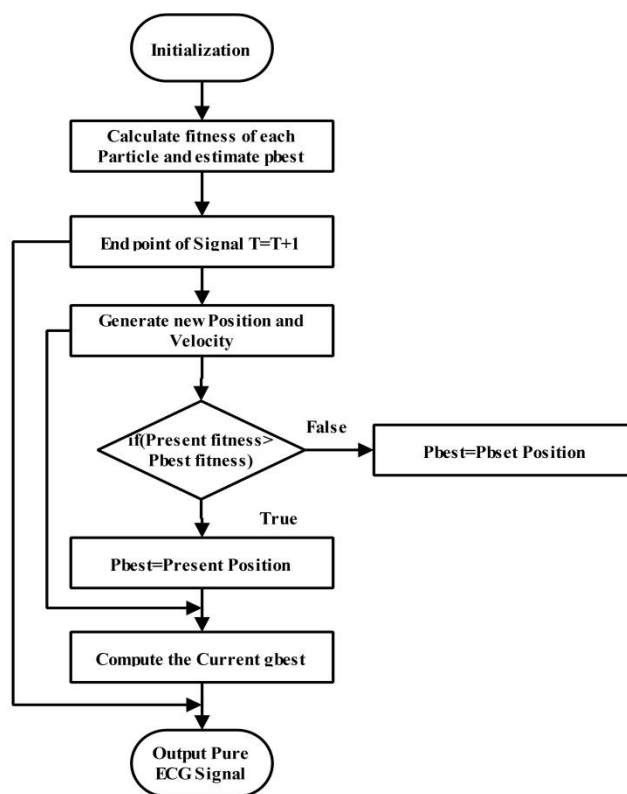 Initialization
Calculate fitness of each
Particle and estimate pbest
End point of Signal T=T+1
Generate new Position and
Velocity
if(Present fitness>
Pbest fitness)
False
Pbest=Pbset Position
True
Pbest=Present Position
Compute the Current gbest
Output Pure
ECG Signal